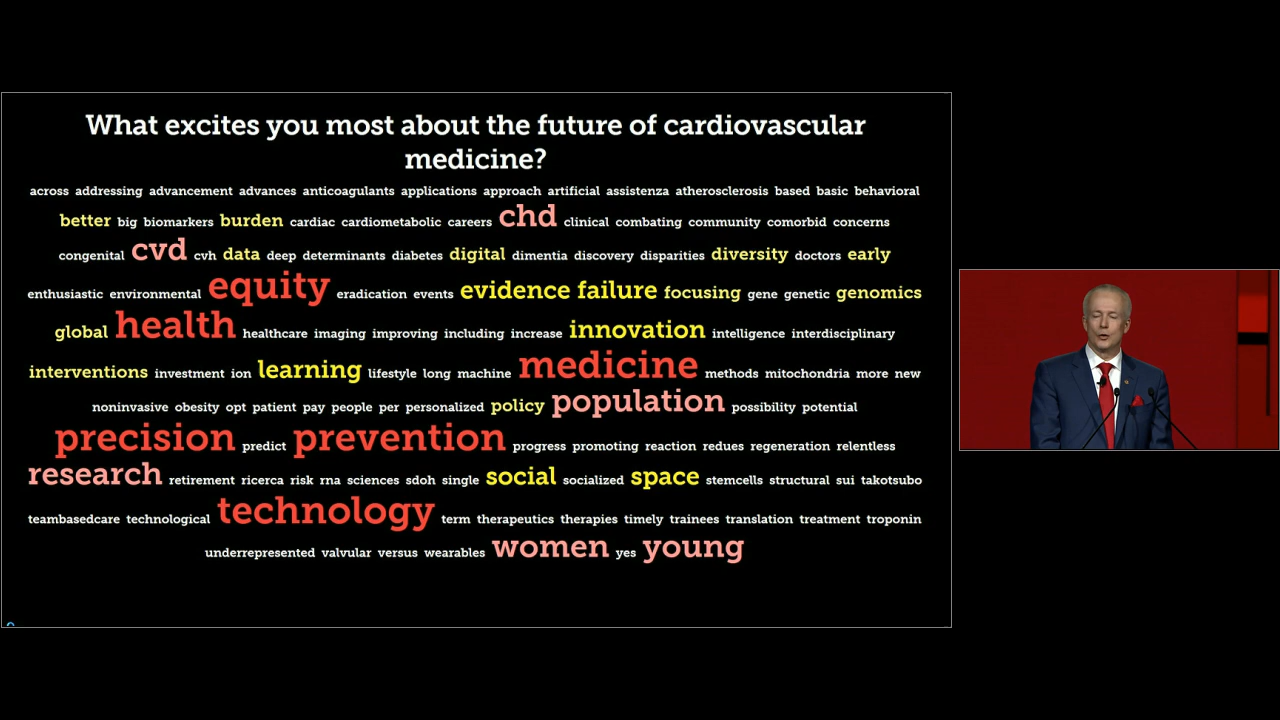 What excites you most about the future of cardiovascular
medicine?
across addressing advancement advances anticoagulants applications approach artificial assistenza atherosclerosis based basic behavioral
better big biomarkers burden cardiac cardiometabolic careers chd clinical combating community comorbid concerns
congenital cvd cvh data deep determinants diabetes digital dimentia discovery disparities diversity doctors early
enthusiastic environmental equity eradication events evidence failure focusing gene genetic genomics
global health healthcare imaging improving including increase innovation intelligence interdisciplinary
interventions investment ion learning lifestyle long machine medicine methods mitochondria more new
noninvasive obesity opt patient pay people per personalized policy population possibility potential
precision predict prevention progress promoting reaction redues regeneration relentless
research retirement ricerca risk rna sciences sdoh single social socialized space stemcells structural sui takotsubo
teambasedcare technological technology term therapeutics therapies timely trainees translation treatment troponin
underrepresented valvular versus wearables women yes young